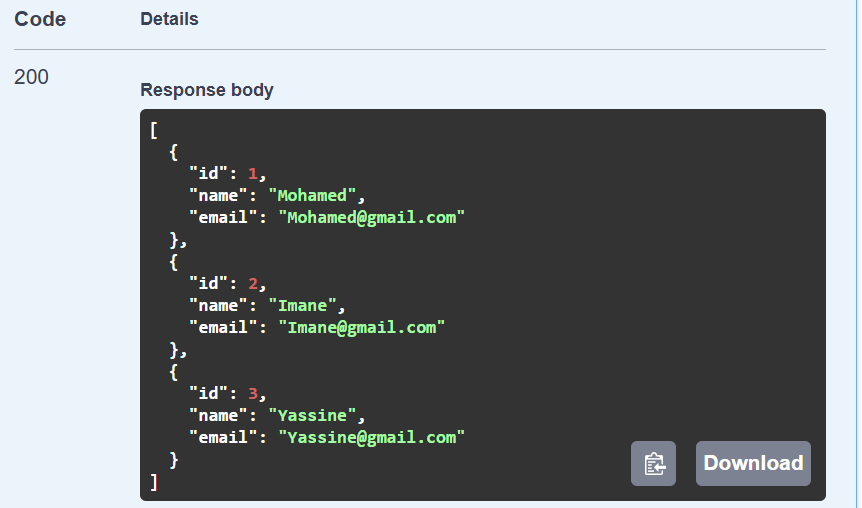 Code Details
200
Response body
[
  {
    "id": 1,
    "name": "Mohamed",
    "email": "Mohamed@gmail.com"
  },
  {
    "id": 2,
    "name": "Imane",
    "email": "Imane@gmail.com"
  },
  {
    "id": 3,
    "name": "Yassine",
    "email": "Yassine@gmail.com"
  }
]
Download